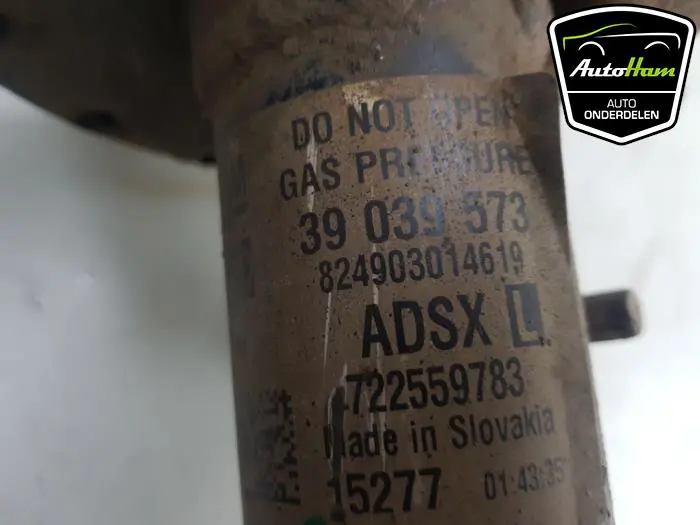 AutoHam
AUTO
ONDERDELEN
DO NOT OPEN
GAS PRESSURE
39 039 573
824903014619
ADSX L
4722559783
Made in Slovakia
15277 01:43:35